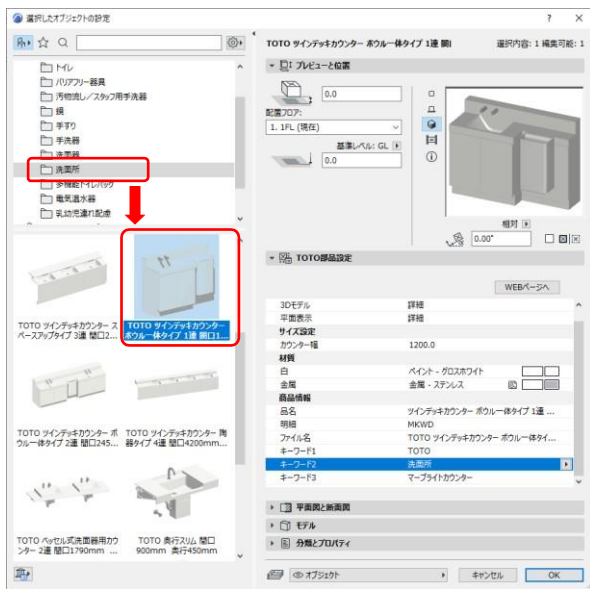 選択したオブジェクトの設定
? ×
TOTO ツインデッキカウンター ボウル一体タイプ 1連 間
選択内容: 1 編集可能: 1
トイレ
バリアフリー器具
汚物流し／スタッフ用手洗器
鏡
手すり
手洗器
洗面器
洗面所
多機能トイレパック
電気温水器
乳幼児連れ配慮
TOTO ツインデッキカウンター ス
ペースアップタイプ 3連 間口2...
TOTO ツインデッキカウンター
ボウル一体タイプ 1連 間口1...
TOTO ツインデッキカウンター ボ
ウル一体タイプ 2連 間口245...
TOTO ツインデッキカウンター 陶
器タイプ 4連 間口4200mm...
TOTO ベッセル式洗面器用カウ
ンター 2連 間口1790mm ...
TOTO 奥行スリム 間口
900mm 奥行450mm
プレビューと位置
0.0
配置フロア:
1. 1FL (現在)
基準レベル: GL
0.0
相対
0.00°
TOTO部品設定
WEBページへ
3Dモデル 詳細
平面表示 詳細
サイズ設定
カウンター幅 1200.0
材質
白 ペイント - グロスホワイト
金属 金属 - ステンレス
商品情報
品名 ツインデッキカウンター ボウル一体タイプ 1連 ...
明細 MKWD
ファイル名 TOTO ツインデッキカウンター ボウル一体タイ...
キーワード1 TOTO
キーワード2 洗面所
キーワード3 マーブライトカウンター
平面図と断面図
モデル
分類とプロパティ
オブジェクト
キャンセル
OK